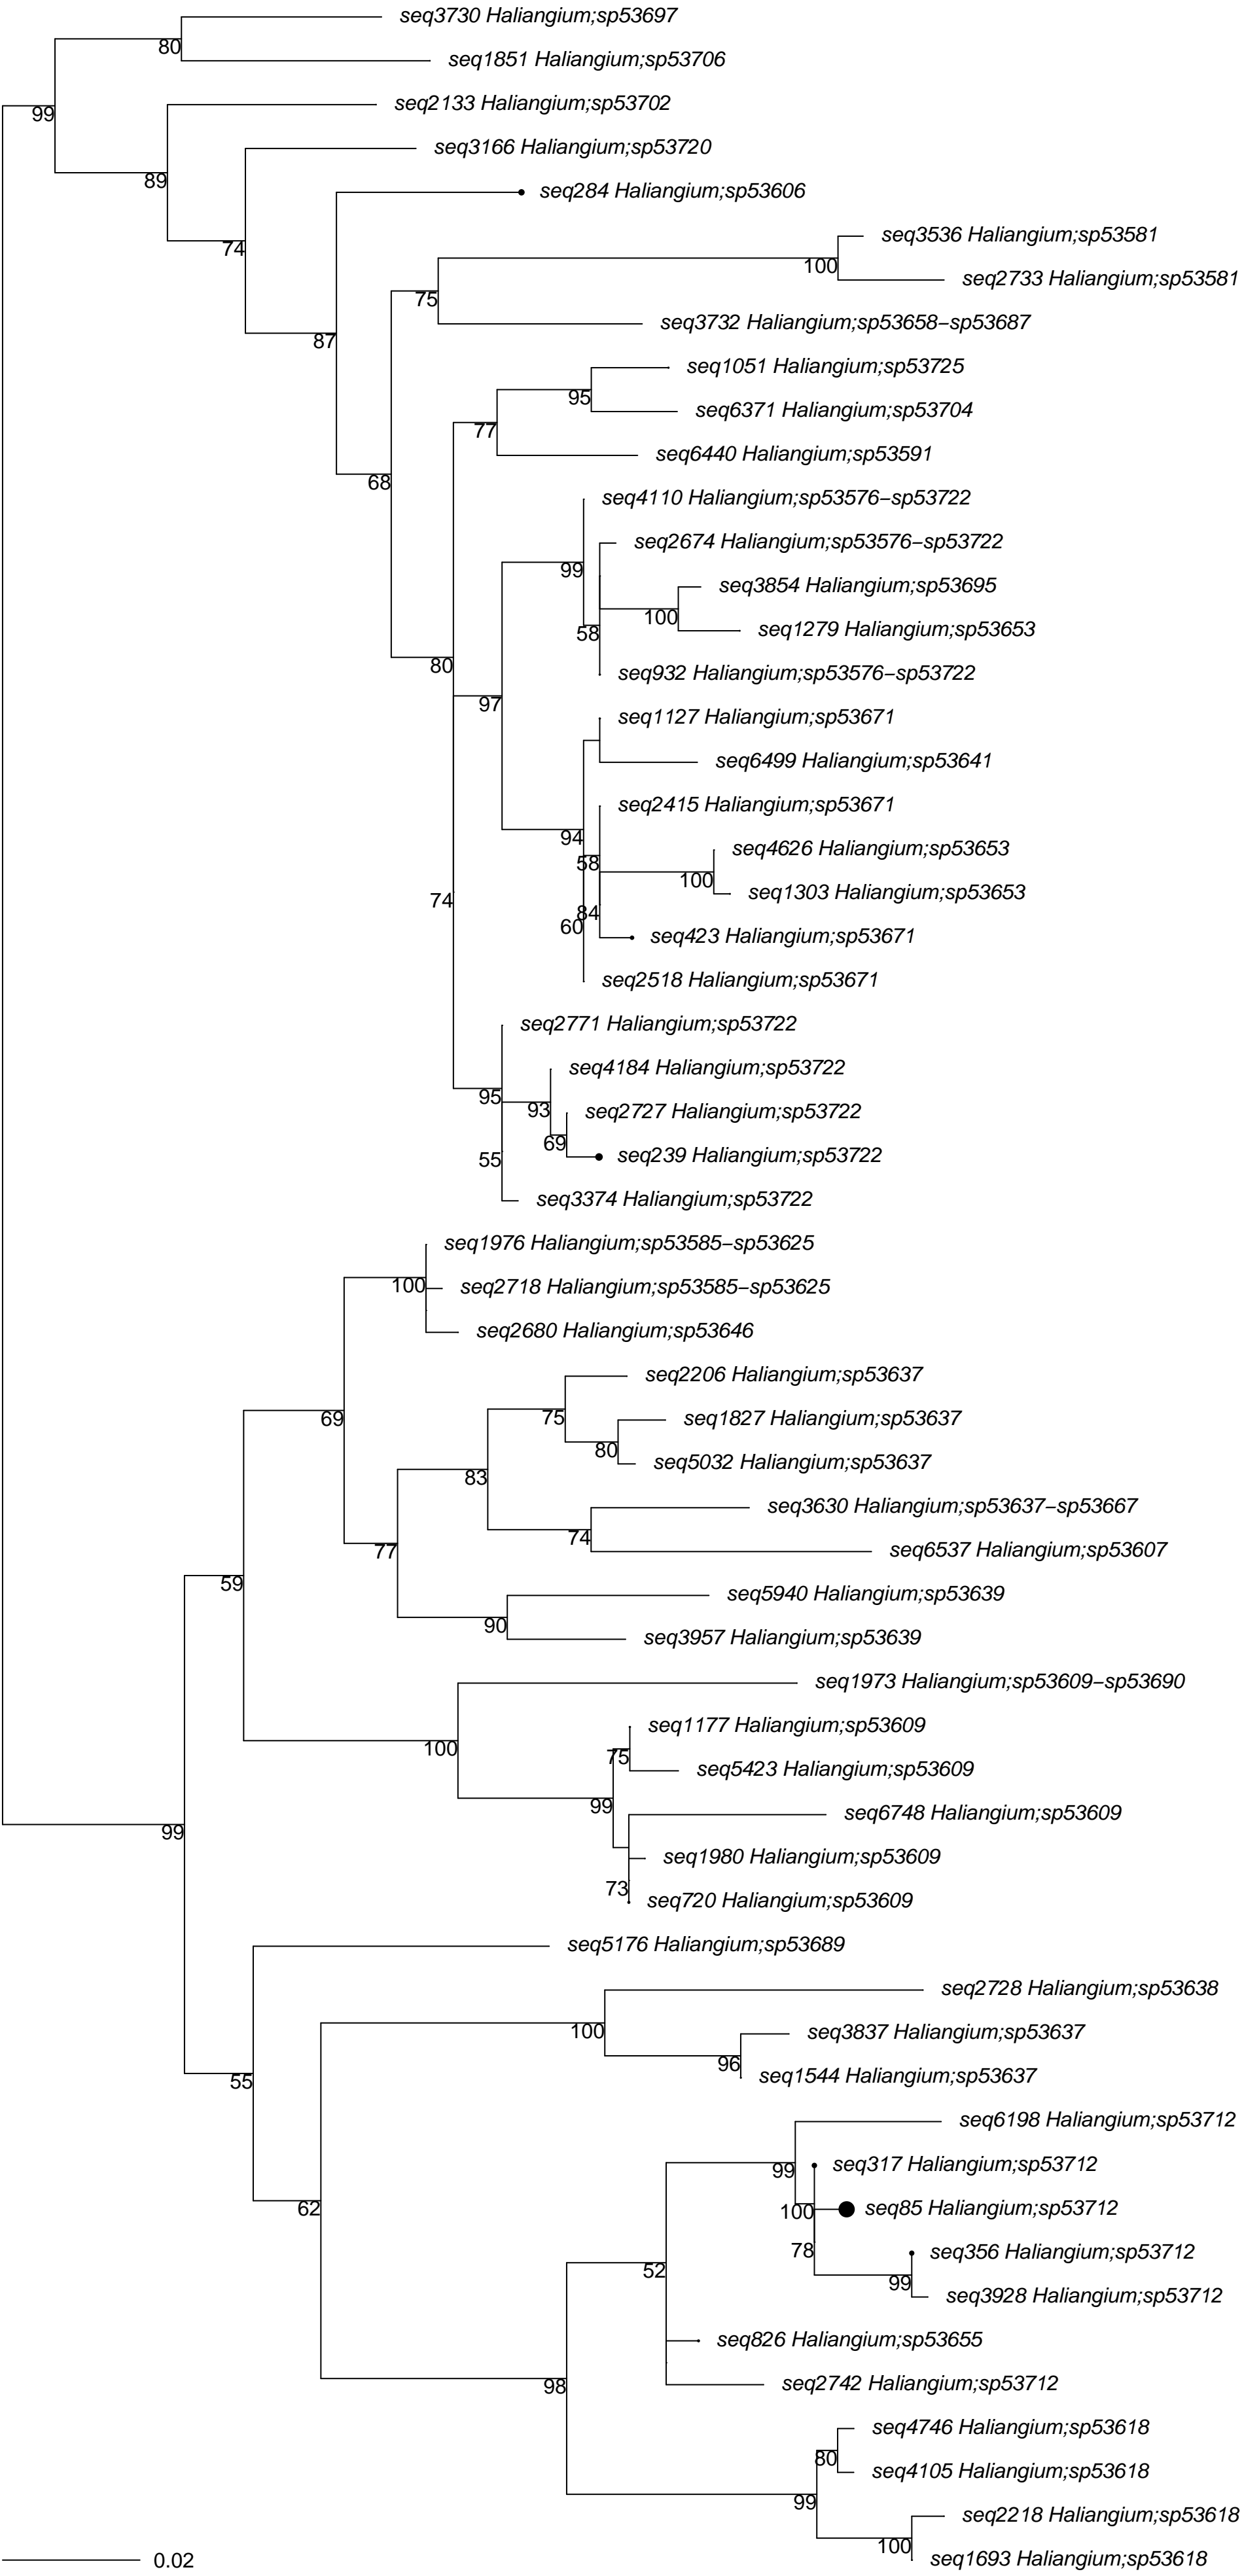 seq3730 Haliangium;sp53697
80
seq1851 Haliangium;sp53706
99
seq2133 Haliangium;sp53702
seq3166 Haliangium;sp53720
89
seq284 Haliangium;sp53606
seq3536 Haliangium;sp53581
74
100
seq2733 Haliangium;sp53581
75
seq3732 Haliangium;sp53658−sp53687
87
seq1051 Haliangium;sp53725
95
seq6371 Haliangium;sp53704
77
seq6440 Haliangium;sp53591
68
seq4110 Haliangium;sp53576−sp53722
seq2674 Haliangium;sp53576−sp53722
99
seq3854 Haliangium;sp53695
100
seq1279 Haliangium;sp53653
58
80
seq932 Haliangium;sp53576−sp53722
97
seq1127 Haliangium;sp53671
seq6499 Haliangium;sp53641
seq2415 Haliangium;sp53671
94
seq4626 Haliangium;sp53653
58
100
seq1303 Haliangium;sp53653
74
84
60
seq423 Haliangium;sp53671
seq2518 Haliangium;sp53671
seq2771 Haliangium;sp53722
seq4184 Haliangium;sp53722
95
93
seq2727 Haliangium;sp53722
69
seq239 Haliangium;sp53722
55
seq3374 Haliangium;sp53722
seq1976 Haliangium;sp53585−sp53625
100
seq2718 Haliangium;sp53585−sp53625
seq2680 Haliangium;sp53646
seq2206 Haliangium;sp53637
69
75
seq1827 Haliangium;sp53637
80
seq5032 Haliangium;sp53637
83
seq3630 Haliangium;sp53637−sp53667
74
seq6537 Haliangium;sp53607
77
59
seq5940 Haliangium;sp53639
90
seq3957 Haliangium;sp53639
seq1973 Haliangium;sp53609−sp53690
seq1177 Haliangium;sp53609
100
75
seq5423 Haliangium;sp53609
99
seq6748 Haliangium;sp53609
99
seq1980 Haliangium;sp53609
73
seq720 Haliangium;sp53609
seq5176 Haliangium;sp53689
seq2728 Haliangium;sp53638
100
seq3837 Haliangium;sp53637
96
seq1544 Haliangium;sp53637
55
seq6198 Haliangium;sp53712
seq317 Haliangium;sp53712
99
62
100
seq85 Haliangium;sp53712
78
seq356 Haliangium;sp53712
52
99
seq3928 Haliangium;sp53712
seq826 Haliangium;sp53655
98
seq2742 Haliangium;sp53712
seq4746 Haliangium;sp53618
80
seq4105 Haliangium;sp53618
99
seq2218 Haliangium;sp53618
100
seq1693 Haliangium;sp53618
0.02